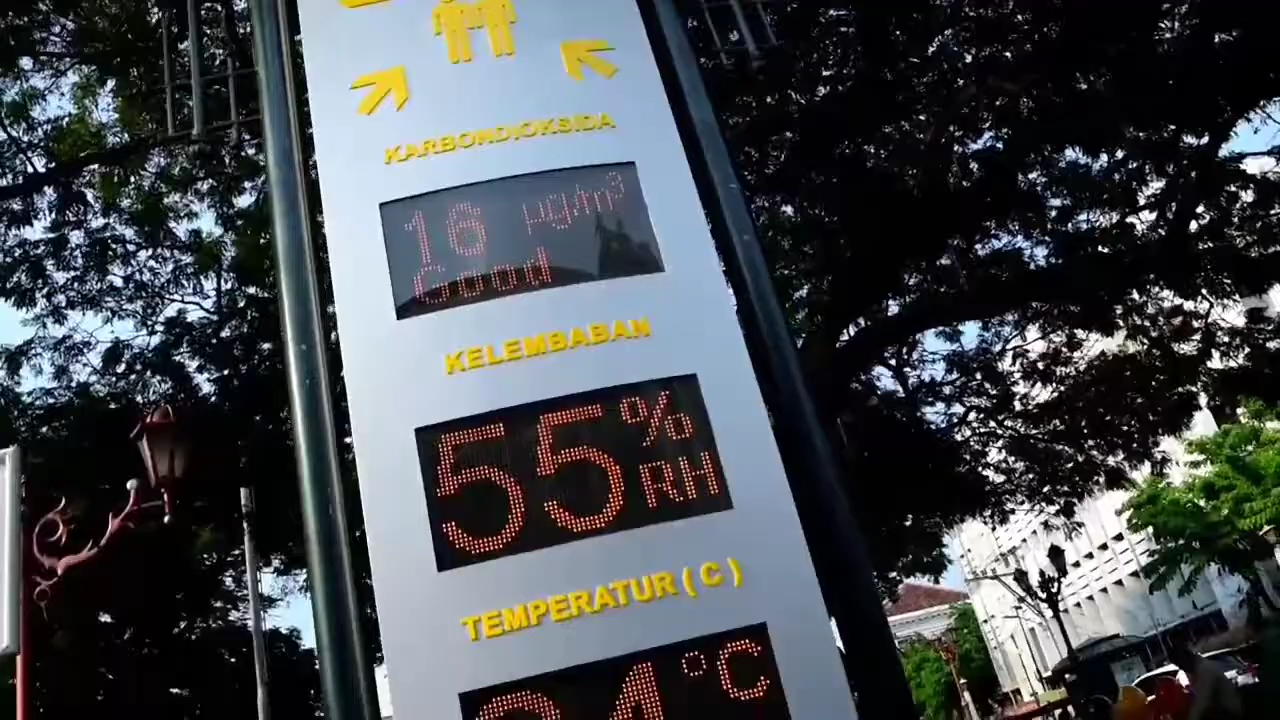 KARBONDIOKSIDA
16 µg/m³
Good
KELEMBABAN
55 %
RH
TEMPERATUR ( C )
°C